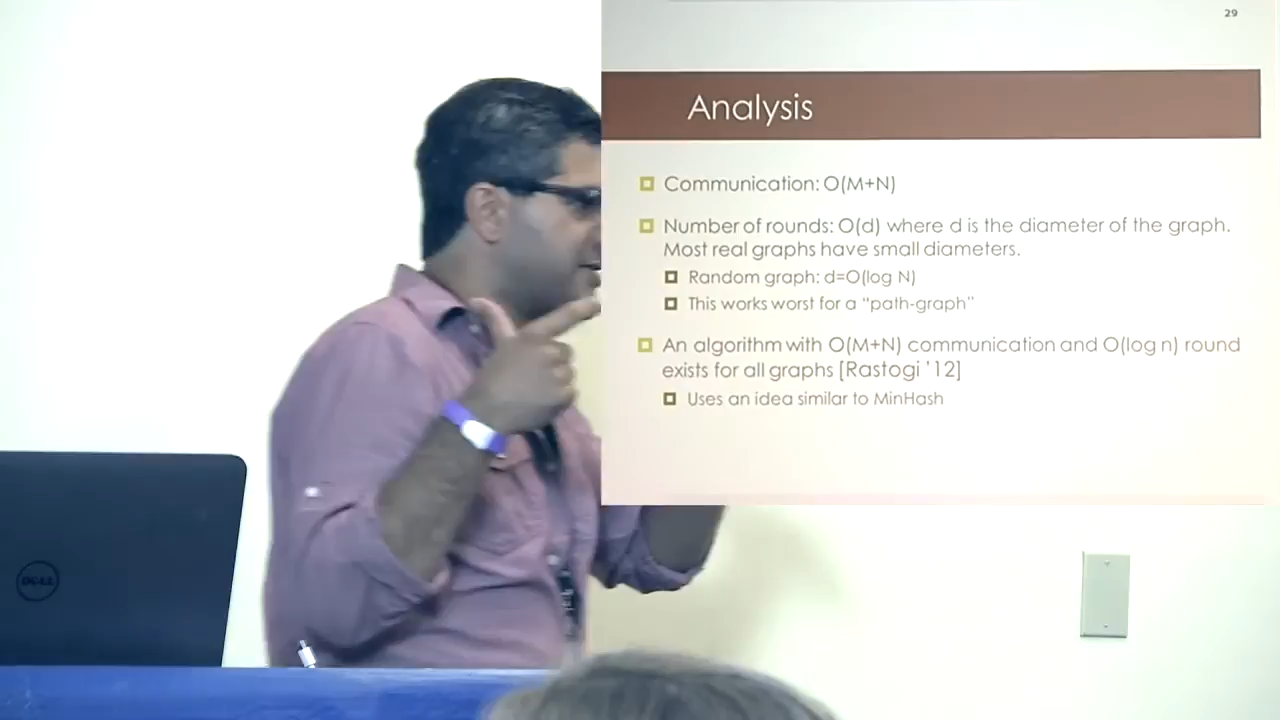 29
Analysis
Communication: O(M+N)
Number of rounds: O(d) where d is the diameter of the graph.
Most real graphs have small diameters.
Random graph: d=O(log N)
This works worst for a “path-graph”
An algorithm with O(M+N) communication and O(log n) round
exists for all graphs [Rastogi ’12]
Uses an idea similar to MinHash
DELL